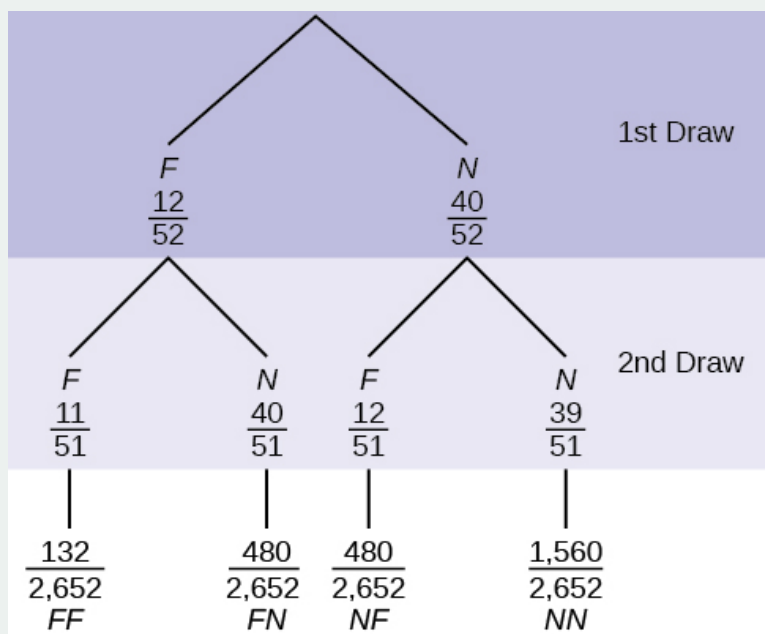 1st Draw
F N
12 40
52 52
2nd Draw
F N F N
11 40 12 39
51 51 51 51
132 480 480 1,560
2,652 2,652 2,652 2,652
FF FN NF NN